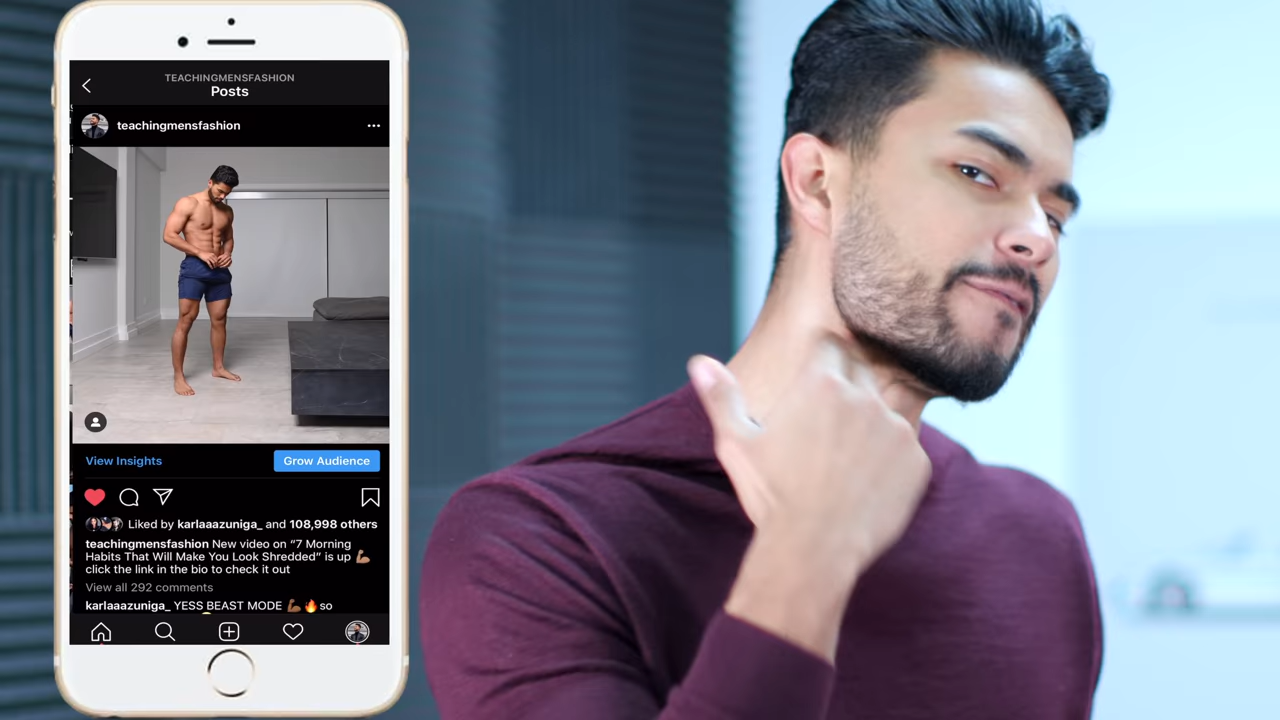 TEACHINGMENSFASHION
Posts
teachingmensfashion
View Insights
Grow Audience
Liked by karlaaazuniga_ and 108,998 others
teachingmensfashion New video on “7 Morning
Habits That Will Make You Look Shredded” is up 💪🏾
click the link in the bio to check it out
View all 292 comments
karlaaazuniga_ YESS BEAST MODE 💪🏾🔥so